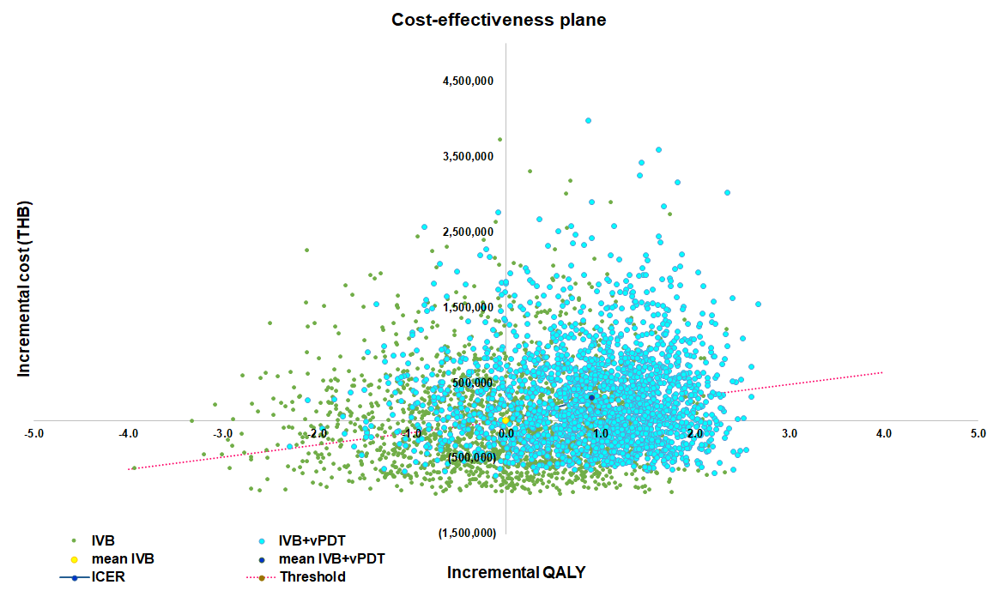 Cost-effectiveness plane
4,500,000
3,500,000
2,500,000
1,500,000
500,000
-5.0 -4.0 -3.0 -2.0 -1.0 0.0 1.0 2.0 3.0 4.0 5.0
(500,000)
(1,500,000)
Incremental cost (THB)
Incremental QALY
IVB IVB+vPDT
mean IVB mean IVB+vPDT
ICER Threshold